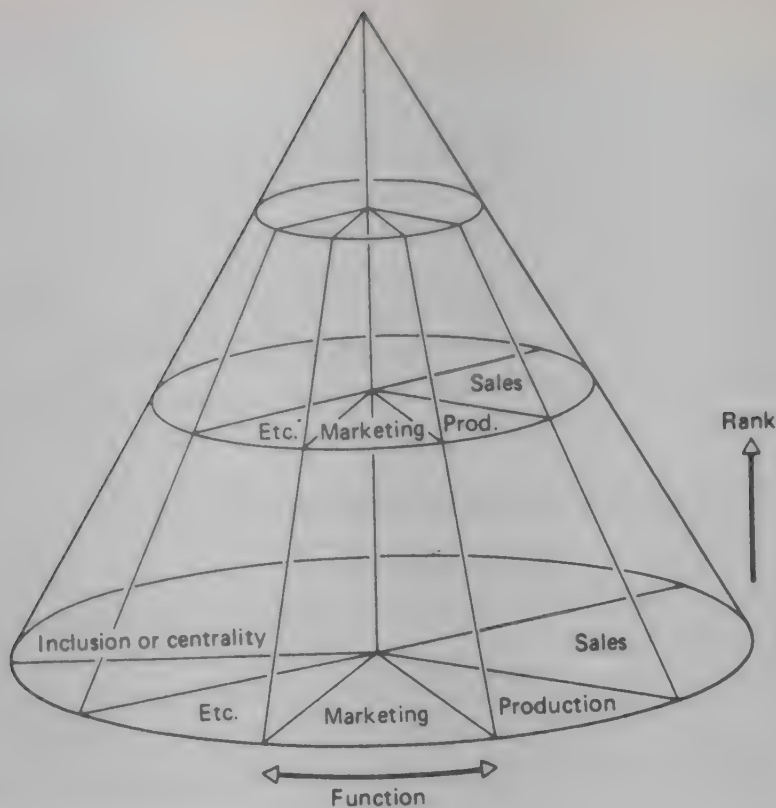 Sales
Etc. Marketing Prod.
Rank
Inclusion or centrality
Sales
Etc. Marketing Production
Function